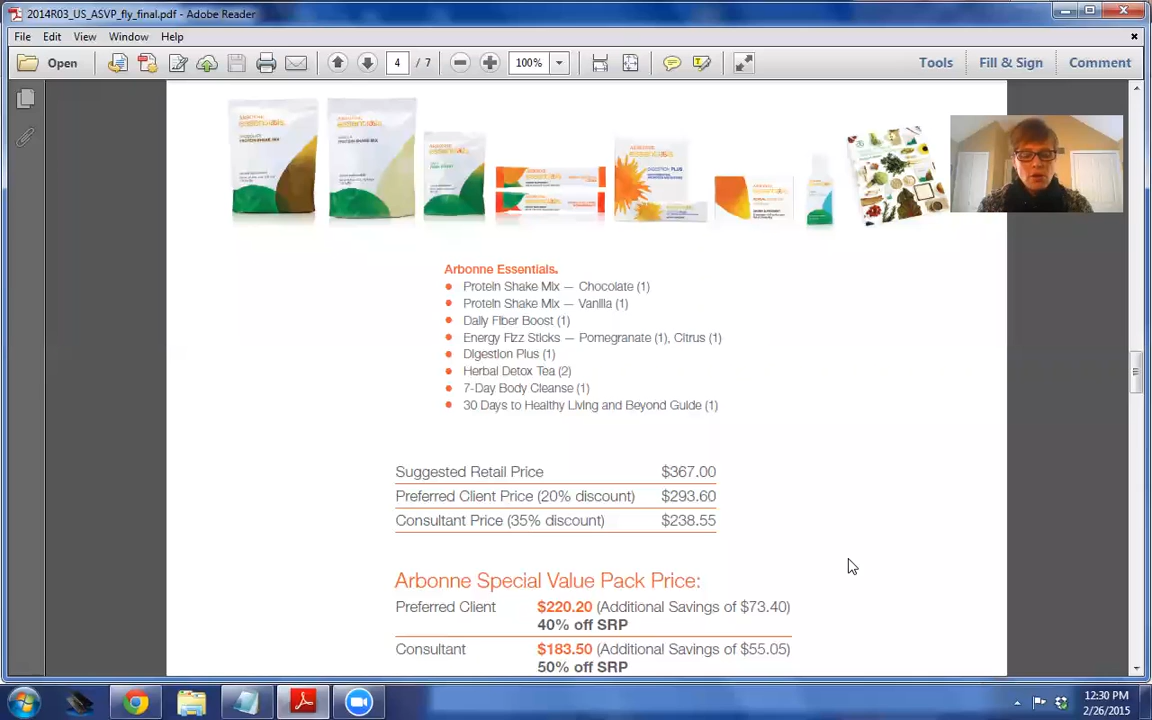 2014R03_US_ASVP_fly_final.pdf - Adobe Reader
File Edit View Window Help
Open 4 / 7 100% Tools Fill & Sign Comment
Arbonne Essentials.
Protein Shake Mix — Chocolate (1)
Protein Shake Mix — Vanilla (1)
Daily Fiber Boost (1)
Energy Fizz Sticks — Pomegranate (1), Citrus (1)
Digestion Plus (1)
Herbal Detox Tea (2)
7-Day Body Cleanse (1)
30 Days to Healthy Living and Beyond Guide (1)
Suggested Retail Price $367.00
Preferred Client Price (20% discount) $293.60
Consultant Price (35% discount) $238.55
Arbonne Special Value Pack Price:
Preferred Client $220.20 (Additional Savings of $73.40)
40% off SRP
Consultant $183.50 (Additional Savings of $55.05)
50% off SRP
12:30 PM
2/26/2015